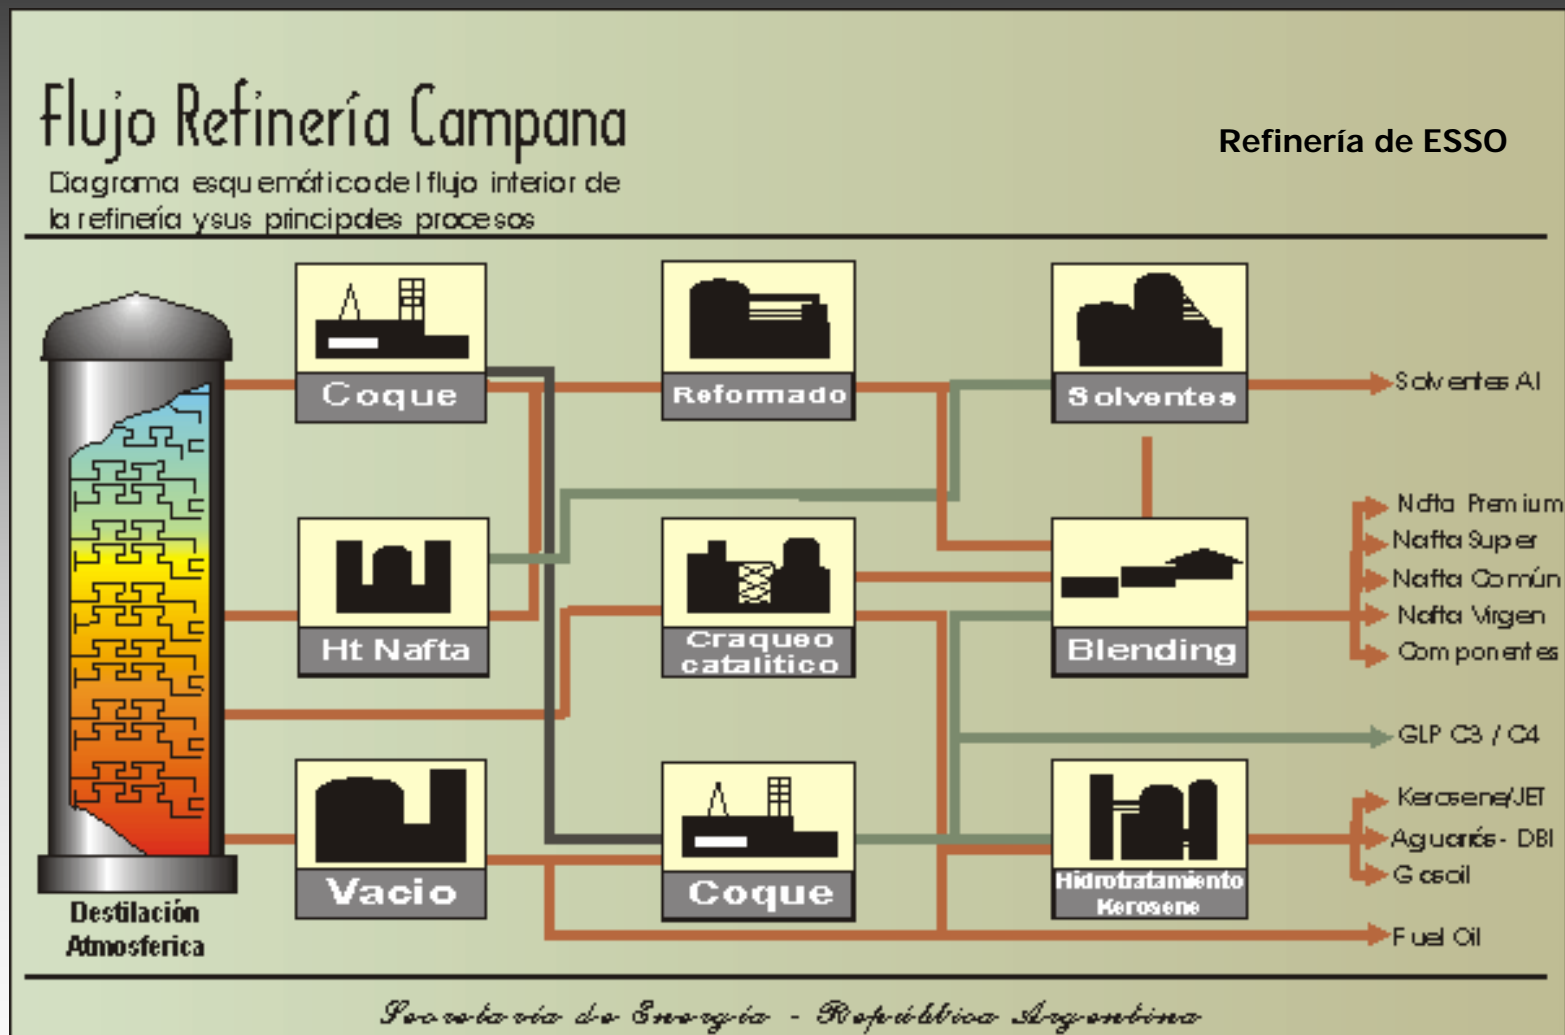 Flujo Refinería Campana
Refinería de ESSO
Diagrama esquemático del flujo interior de
la refinería y sus principales procesos
Coque
Reformado
Solventes
Solventes Al
Ht Nafta
Craqueo
catalitico
Blending
Nafta Premium
Nafta Super
Nafta Común
Nafta Virgen
Componentes
GLP C3 / C4
Vacio
Coque
Hidrotratamiento
Kerosene
Kerosene/JET
Aguarrás - DBI
Gasoil
Fuel Oil
Destilación
Atmosferica
Secretaría de Energía - República Argentina